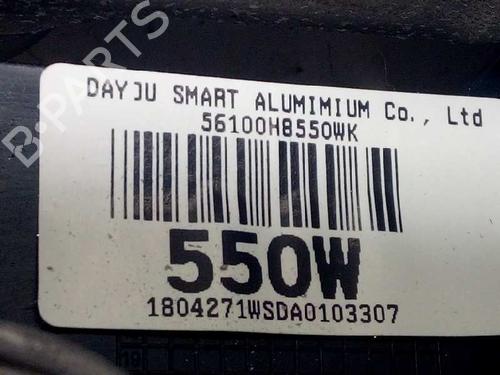 DAYJU SMART ALUMIMIUM Co., Ltd
56100H8550WK
550W
1804271WSDA0103307
B-PARTS